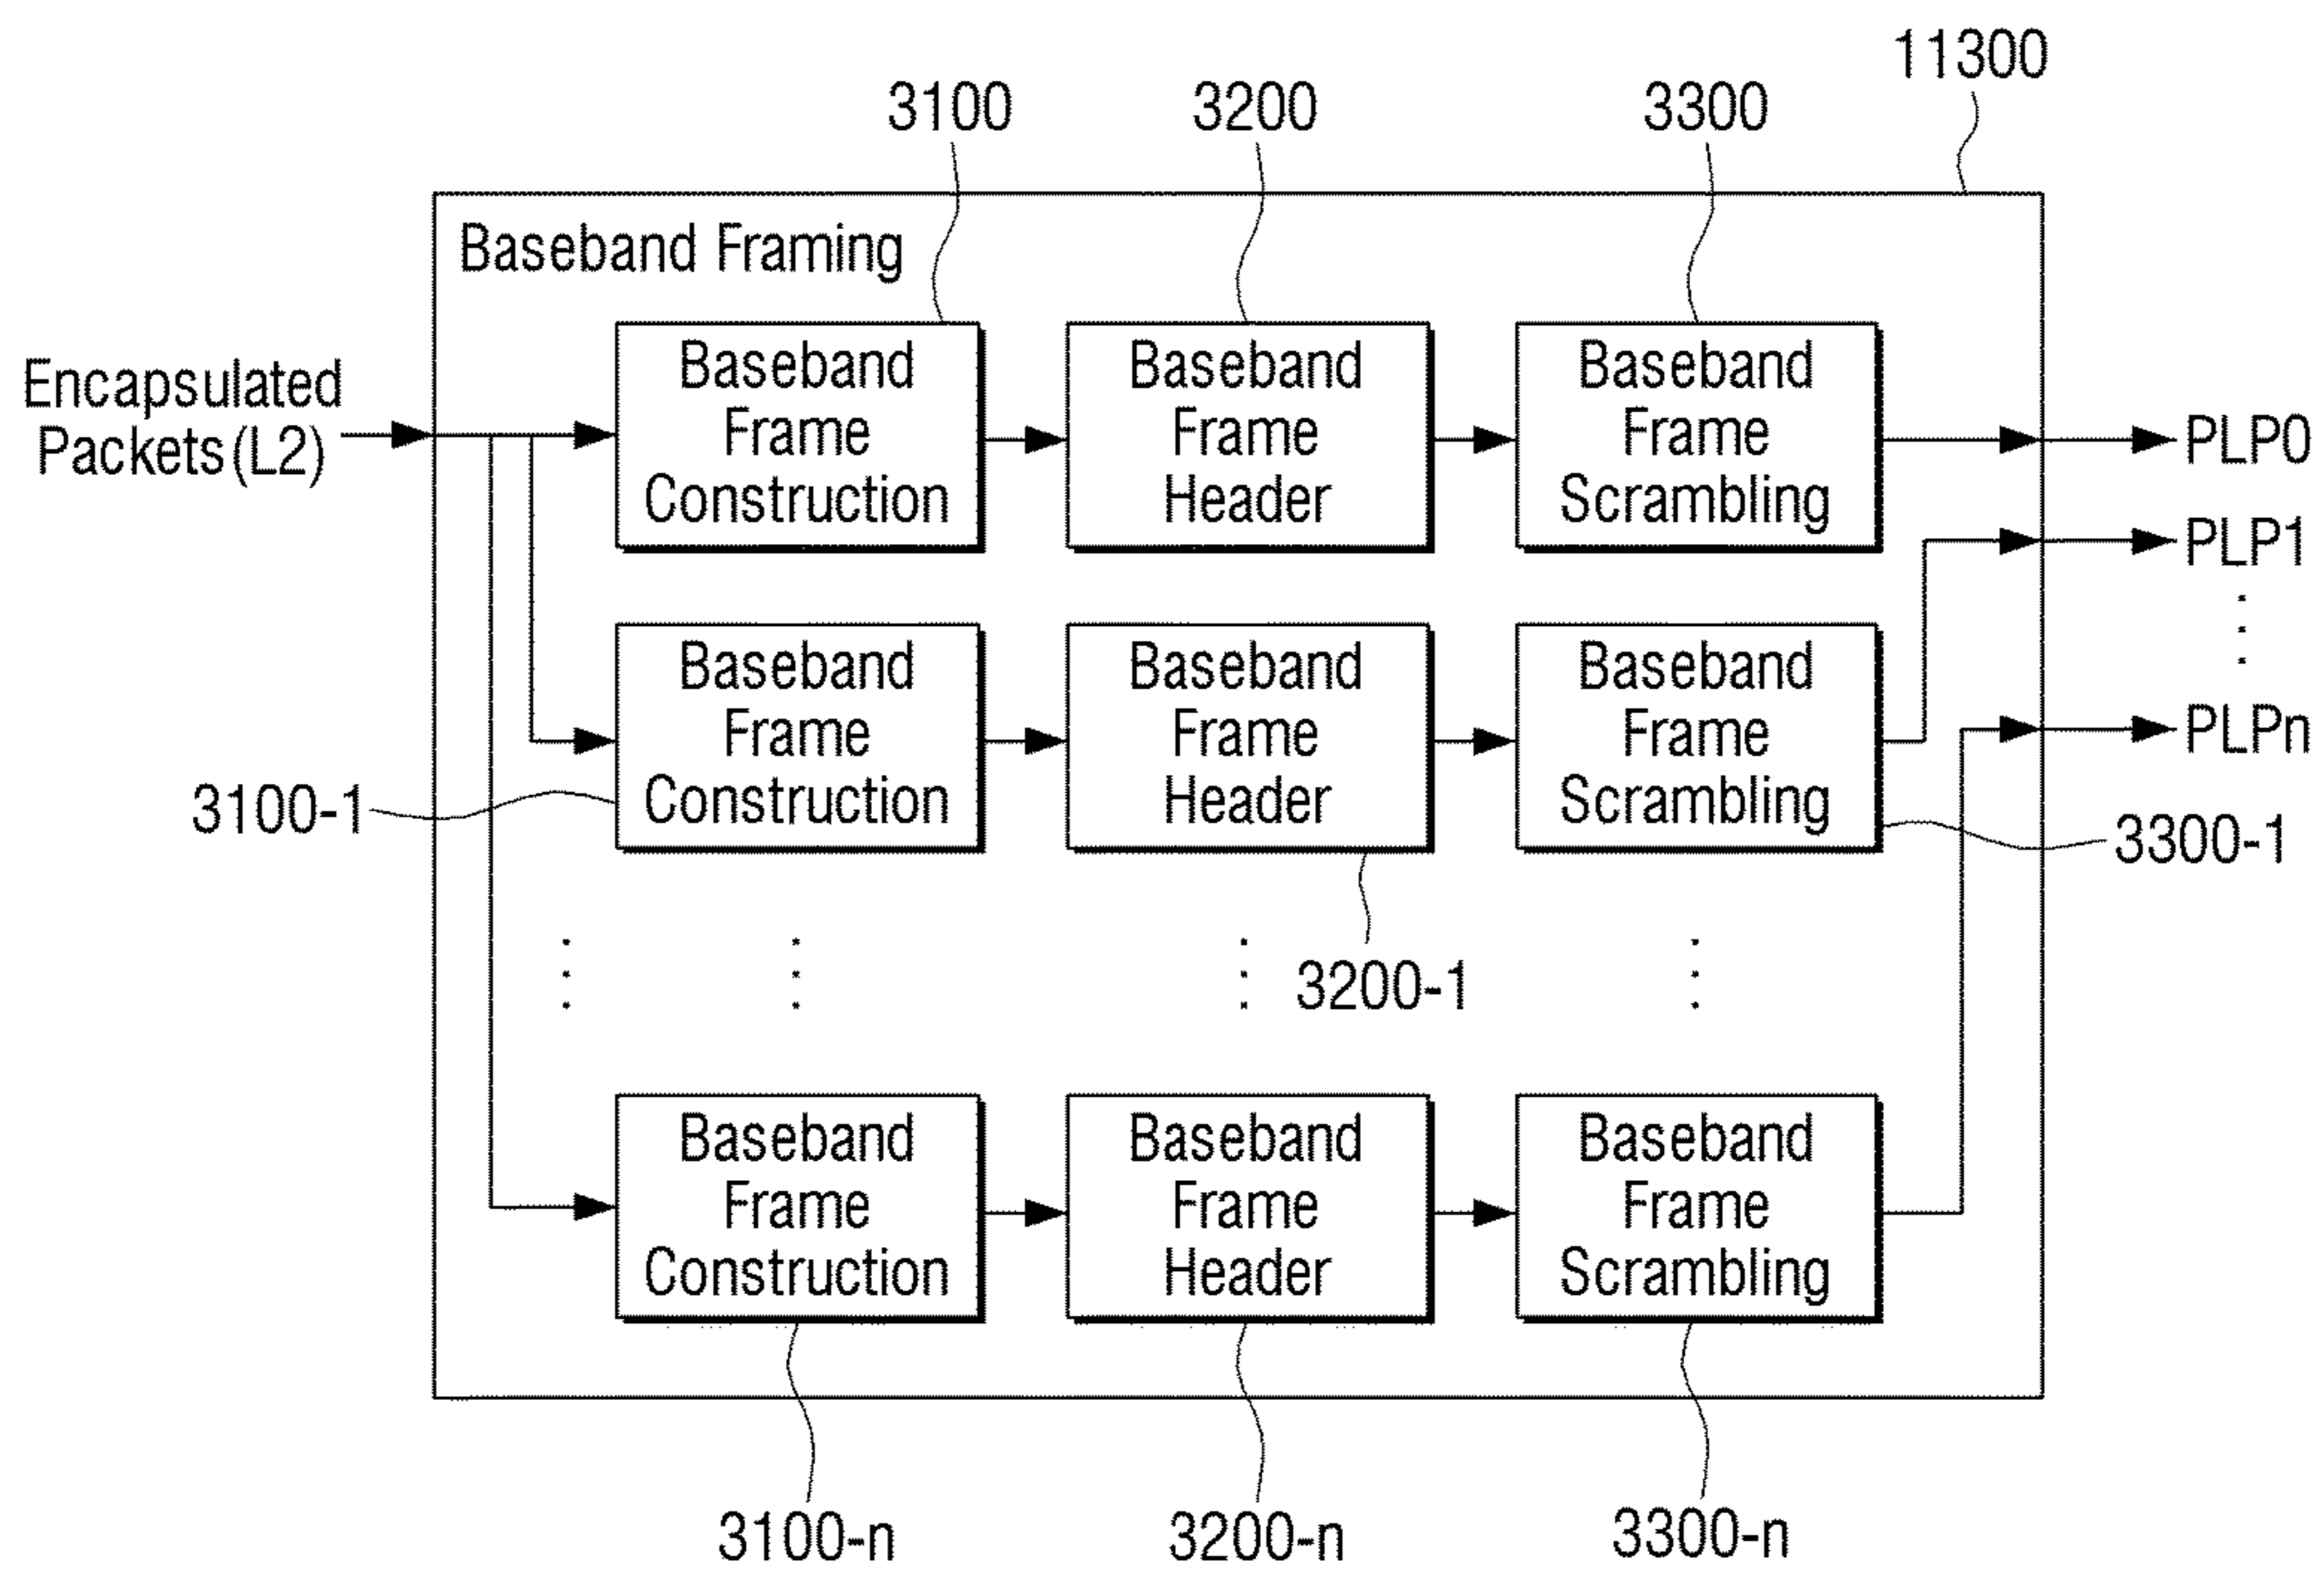 11300
3100
3200
3300
Baseband Framing
Encapsulated
Packets(L2)
Baseband
Frame
Construction
Baseband
Frame
Header
Baseband
Frame
Scrambling
PLP0
PLP1
PLPn
Baseband
Frame
Construction
Baseband
Frame
Header
Baseband
Frame
Scrambling
3100-1
3200-1
3300-1
Baseband
Frame
Construction
Baseband
Frame
Header
Baseband
Frame
Scrambling
3100-n
3200-n
3300-n